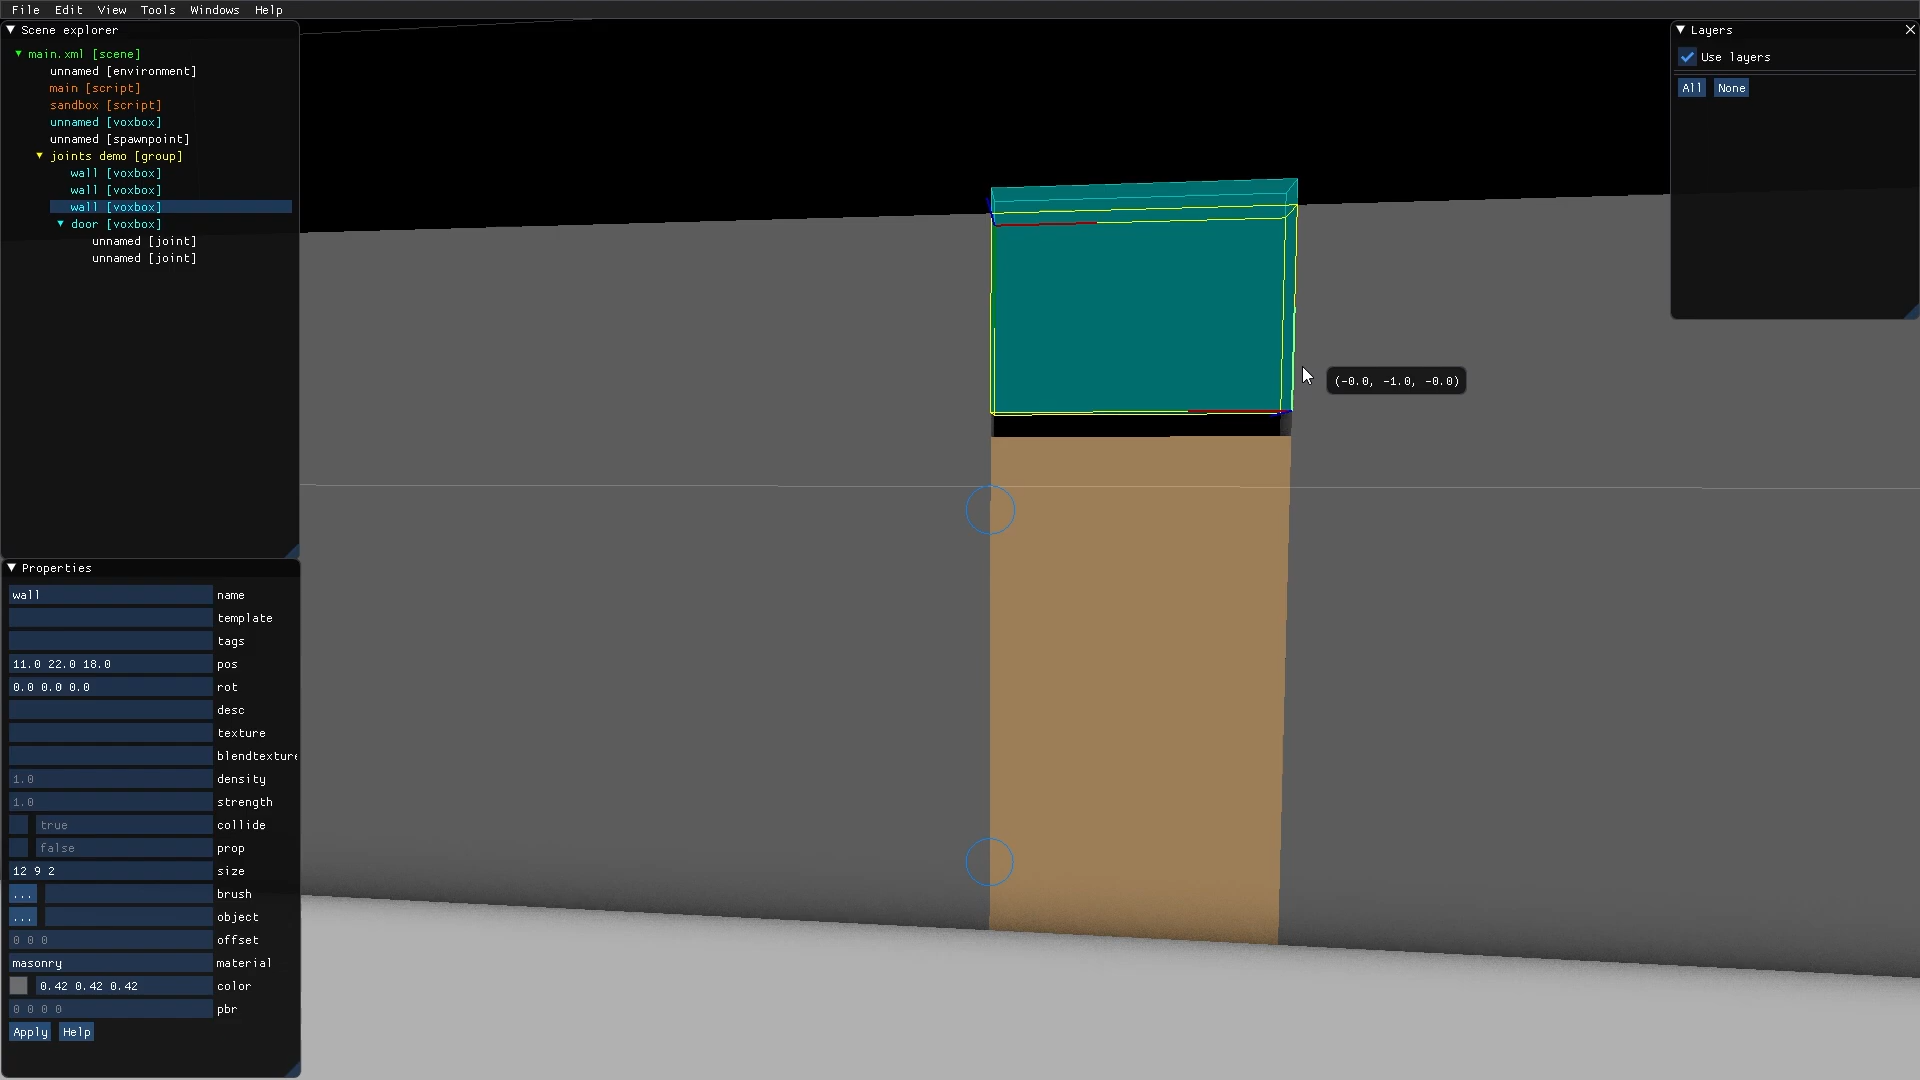 File Edit View Tools Windows Help
Scene explorer
main.xml [scene]
unnamed [environment]
main [script]
sandbox [script]
unnamed [voxbox]
unnamed [spawnpoint]
joints demo [group]
wall [voxbox]
wall [voxbox]
wall [voxbox]
door [voxbox]
unnamed [joint]
unnamed [joint]
Properties
wall name
template
tags
11.0 22.0 18.0 pos
0.0 0.0 0.0 rot
desc
texture
blendtexture
1.0 density
1.0 strength
true collide
false prop
12 9 2 size
... brush
... object
0 0 0 offset
masonry material
0.42 0.42 0.42 color
0 0 0 0 pbr
Apply Help
(-0.0, -1.0, -0.0)
Layers
Use layers
All None